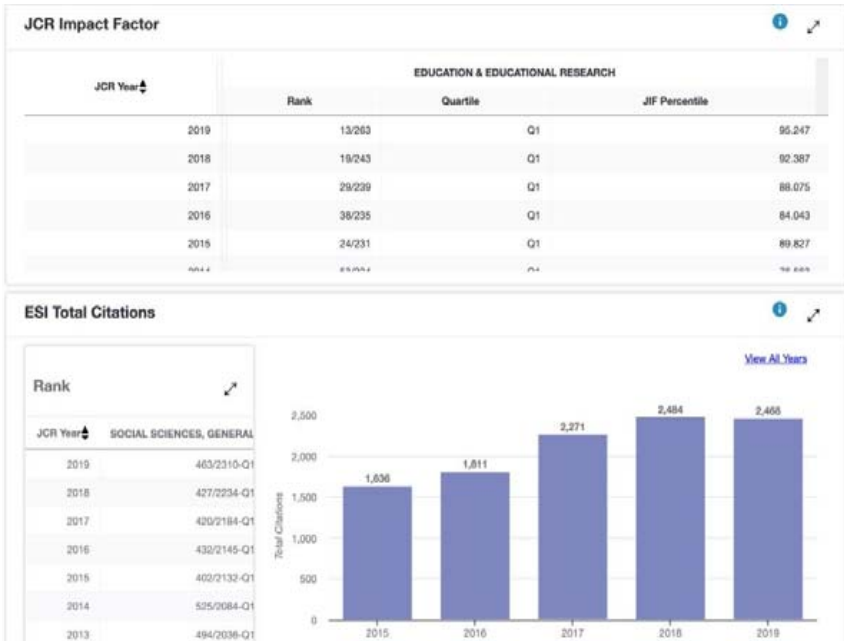 JCR Impact Factor
EDUCATION & EDUCATIONAL RESEARCH
JCR Year
Rank Quartile JIF Percentile
2019 13/263 Q1 95.247
2018 19/243 Q1 92.387
2017 29/239 Q1 88.075
2016 38/235 Q1 84.043
2015 24/231 Q1 89.827
ESI Total Citations
View All Years
Rank
JCR Year SOCIAL SCIENCES, GENERAL
2019 463/2310-Q1
2018 427/2234-Q1
2017 420/2184-Q1
2016 432/2145-Q1
2015 402/2132-Q1
2014 525/2084-Q1
2013 494/2036-Q1
Total Citations
2,500
2,000
1,500
1,000
500
0
1,636
1,811
2,271
2,484
2,468
2015 2016 2017 2018 2019